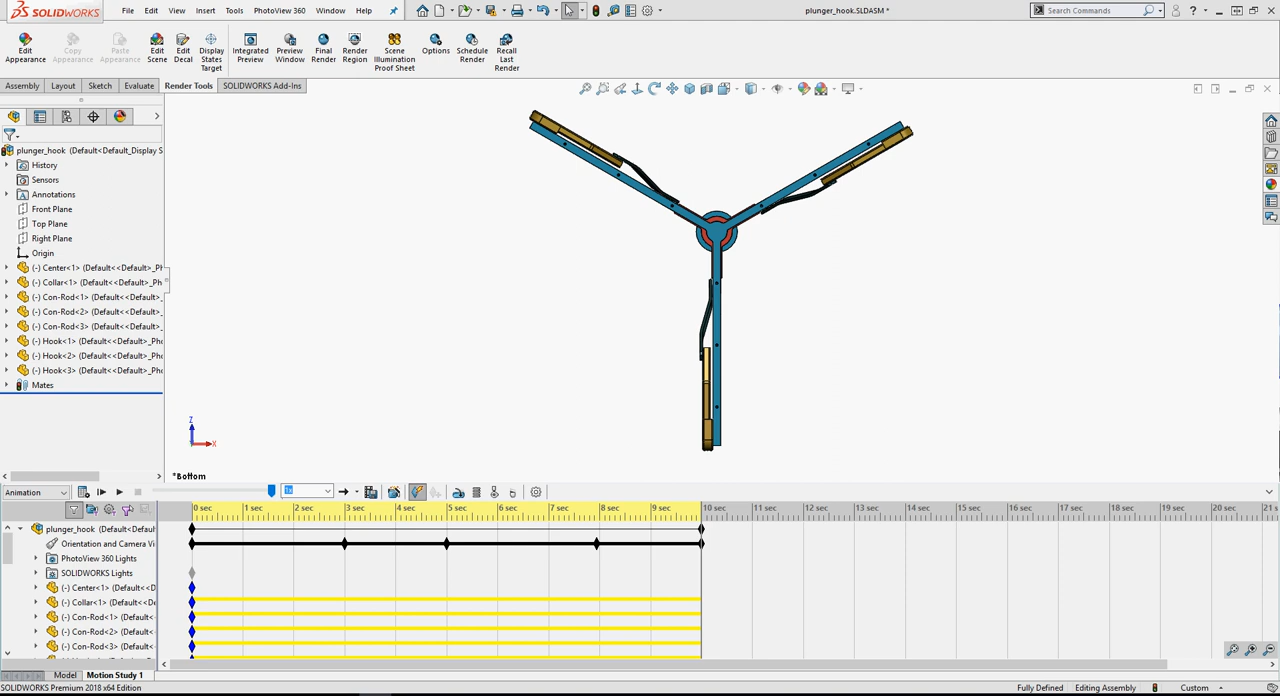 SOLIDWORKS File Edit View Insert Tools PhotoView 360 Window Help plunger_hook.SLDASM * Search Commands
Edit Appearance Copy Appearance Paste Appearance Edit Scene Edit Decal Display States Target Integrated Preview Preview Window Final Render Render Region Scene Illumination Proof Sheet Options Schedule Render Recall Last Render
Assembly Layout Sketch Evaluate Render Tools SOLIDWORKS Add-Ins
plunger_hook (Default<Default_Display S
History
Sensors
Annotations
Front Plane
Top Plane
Right Plane
Origin
(-) Center<1> (Default<<Default>_Ph
(-) Collar<1> (Default<<Default>_Pho
(-) Con-Rod<1> (Default<<Default>_
(-) Con-Rod<2> (Default<<Default>_
(-) Con-Rod<3> (Default<<Default>_
(-) Hook<1> (Default<<Default>_Pho
(-) Hook<2> (Default<<Default>_Pho
(-) Hook<3> (Default<<Default>_Pho
Mates
Z
X
*Bottom
Animation 1x
0 sec 1 sec 2 sec 3 sec 4 sec 5 sec 6 sec 7 sec 8 sec 9 sec 10 sec 11 sec 12 sec 13 sec 14 sec 15 sec 16 sec 17 sec 18 sec 19 sec 20 sec 21 s
plunger_hook (Default<Defaul
Orientation and Camera Vi
PhotoView 360 Lights
SOLIDWORKS Lights
(-) Center<1> (Default<<D
(-) Collar<1> (Default<<De
(-) Con-Rod<1> (Default<
(-) Con-Rod<2> (Default<
(-) Con-Rod<3> (Default<
Model Motion Study 1
SOLIDWORKS Premium 2018 x64 Edition Fully Defined Editing Assembly Custom